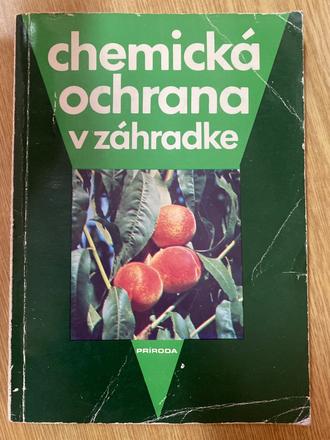 chemická
ochrana
v záhradke
PRÍRODA